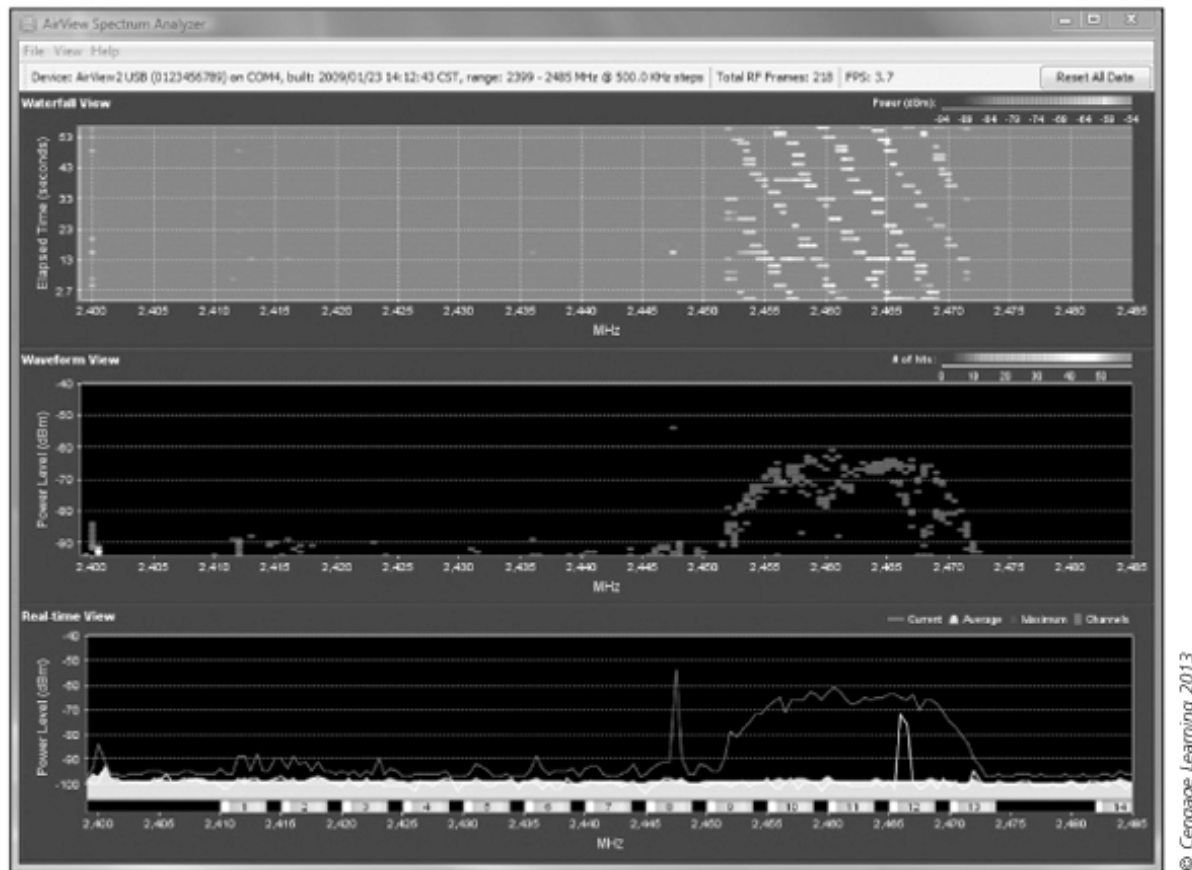 AirView Spectrum Analyzer
File View Help
Device: AirView2 USB (0123456789) on COM4, built: 2009/01/23 14:12:43 CST, range: 2399 - 2485 MHz @ 500.0 KHz steps
Total RF Frames: 218
FPS: 3.7
Reset All Data
Waterfall View
Power (dBm):
-94 -89 -84 -79 -74 -69 -64 -59 -54
Elapsed Time (seconds)
53
43
33
23
13
2.7
2,400 2,405 2,410 2,415 2,420 2,425 2,430 2,435 2,440 2,445 2,450 2,455 2,460 2,465 2,470 2,475 2,480 2,485
MHz
Waveform View
# of hits:
0 10 20 30 40 50
Power Level (dBm)
-40
-50
-60
-70
-80
-90
2,400 2,405 2,410 2,415 2,420 2,425 2,430 2,435 2,440 2,445 2,450 2,455 2,460 2,465 2,470 2,475 2,480 2,485
MHz
Real-time View
Current Average Maximum Channels
Power Level (dBm)
-40
-50
-60
-70
-80
-90
-100
1 2 3 4 5 6 7 8 9 10 11 12 13 14
2,400 2,405 2,410 2,415 2,420 2,425 2,430 2,435 2,440 2,445 2,450 2,455 2,460 2,465 2,470 2,475 2,480 2,485
MHz
© Cengage Learning 2013